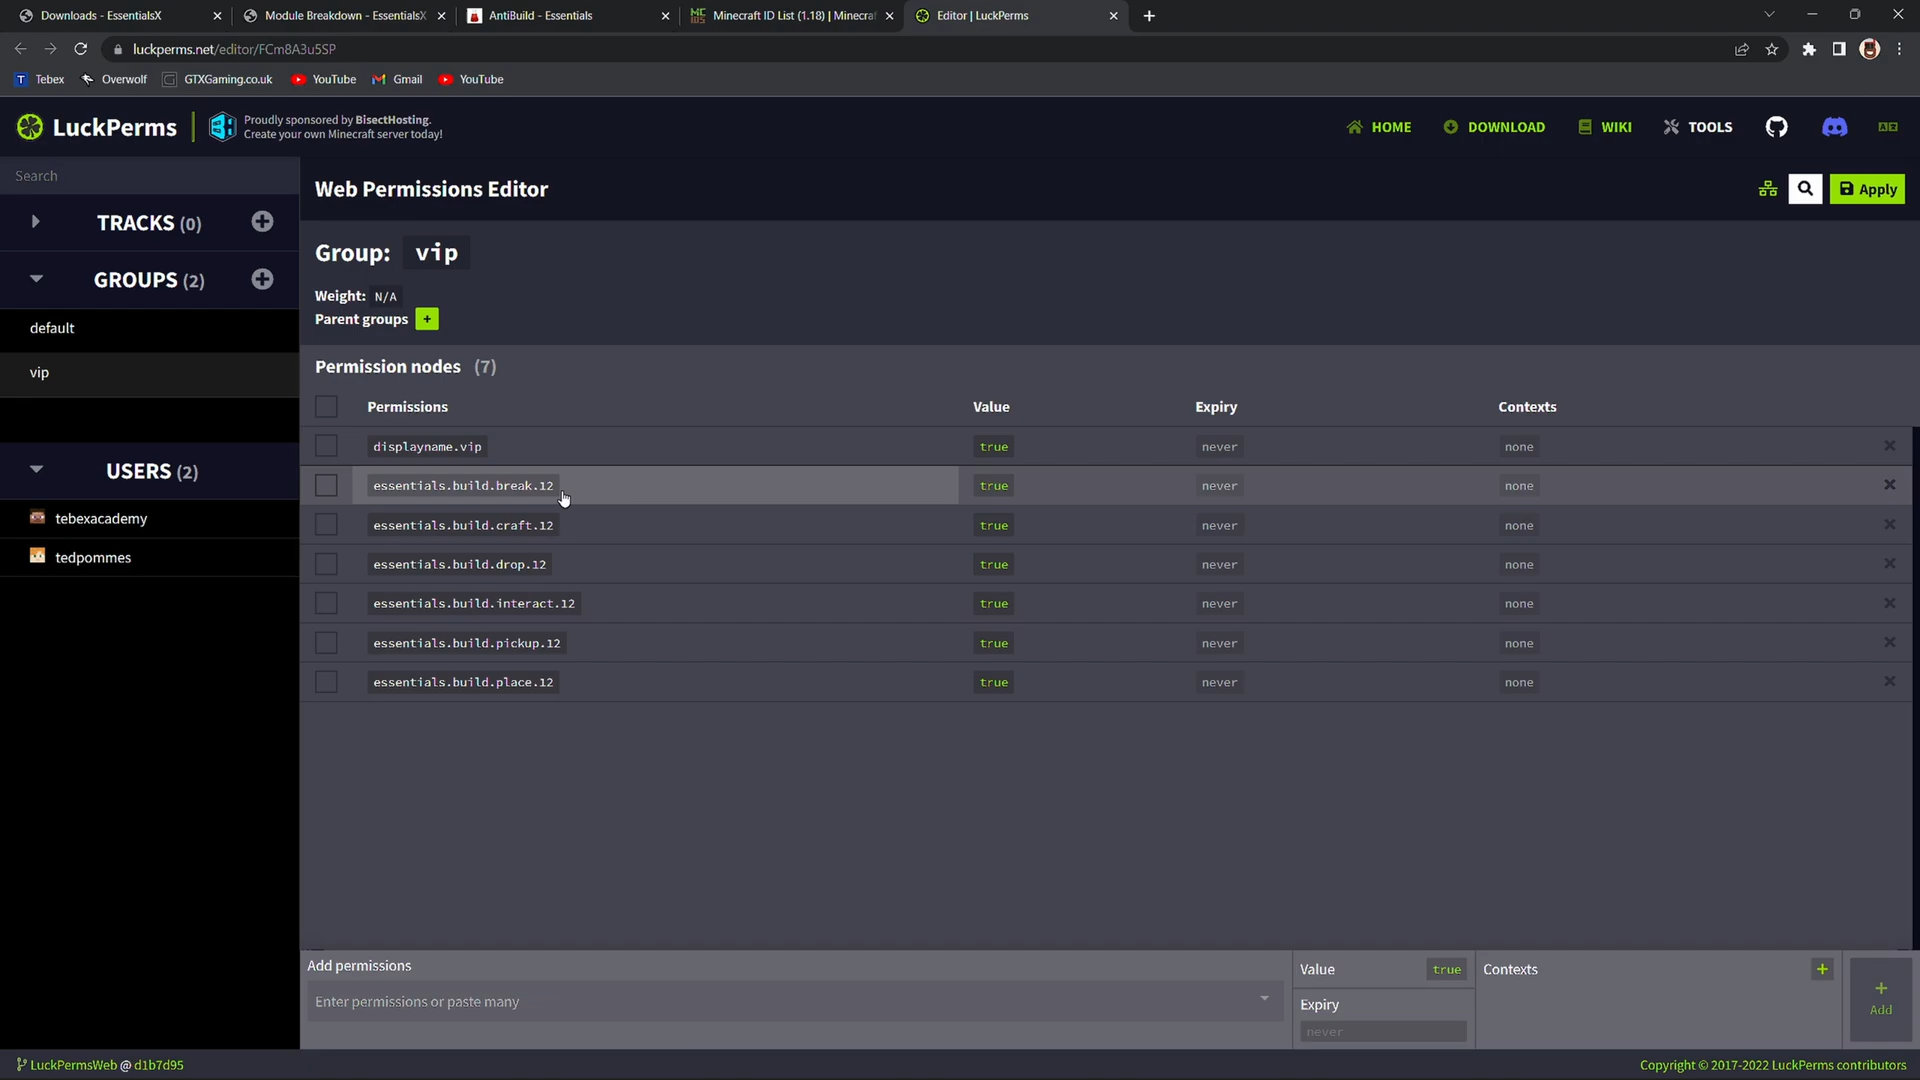 Downloads - EssentialsX
Module Breakdown - EssentialsX
AntiBuild - Essentials
Minecraft ID List (1.18) | Minecraf
Editor | LuckPerms
luckperms.net/editor/FCm8A3u5SP
Tebex
Overwolf
GTXGaming.co.uk
YouTube
Gmail
YouTube
LuckPerms
Proudly sponsored by BisectHosting.
Create your own Minecraft server today!
HOME
DOWNLOAD
WIKI
TOOLS
Search
Web Permissions Editor
Apply
TRACKS (0)
GROUPS (2)
default
vip
USERS (2)
tebexacademy
tedpommes
Group: vip
Weight: N/A
Parent groups +
Permission nodes (7)
Permissions Value Expiry Contexts
displayname.vip true never none
essentials.build.break.12 true never none
essentials.build.craft.12 true never none
essentials.build.drop.12 true never none
essentials.build.interact.12 true never none
essentials.build.pickup.12 true never none
essentials.build.place.12 true never none
Add permissions
Enter permissions or paste many
Value true
Expiry
never
Contexts +
+
Add
LuckPermsWeb @ d1b7d95
Copyright © 2017-2022 LuckPerms contributors